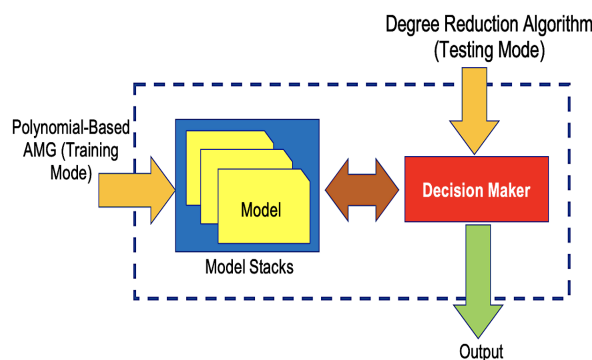 Degree Reduction Algorithm
(Testing Mode)
Polynomial-Based
AMG (Training
Mode)
Model
Decision Maker
Model Stacks
Output